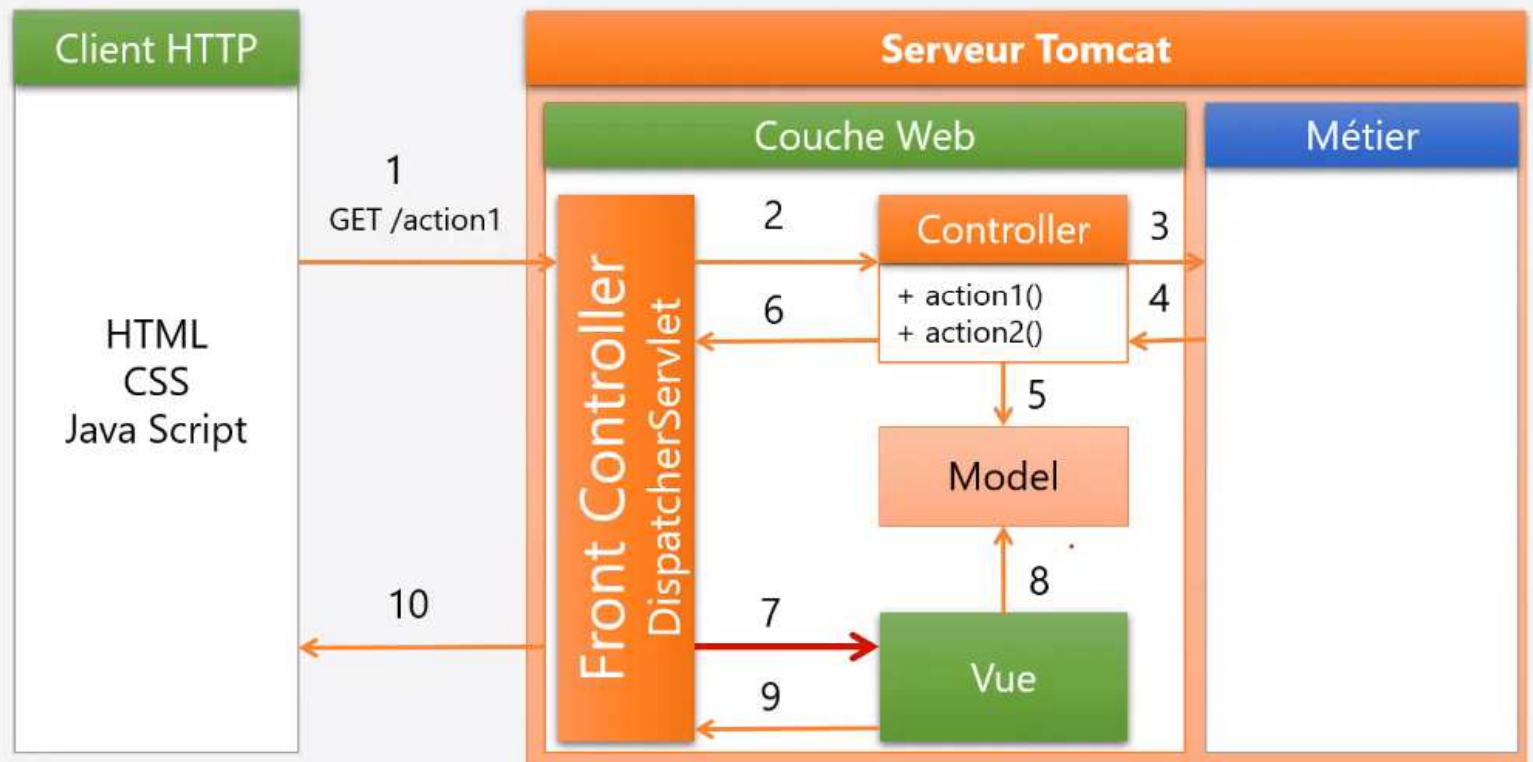 Client HTTP
Serveur Tomcat
Couche Web
Métier
1
GET /action1
2
Controller
3
+ action1()
+ action2()
4
6
HTML
CSS
Java Script
Front Controller
DispatcherServlet
5
Model
8
10
7
Vue
9